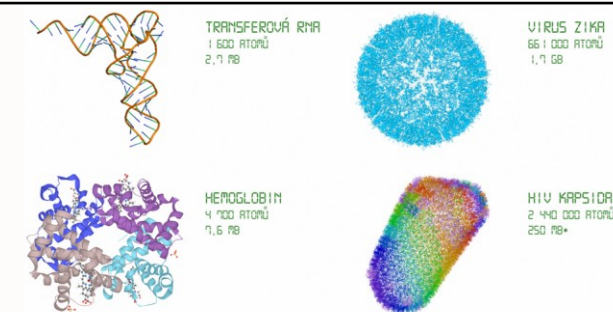 TRANSFEROVÁ RNA
1 600 ATOMŮ
2,7 MB
VIRUS ZIKA
661 000 ATOMŮ
1,7 GB
HEMOGLOBIN
4 700 ATOMŮ
7,6 MB
HIV KAPSIDA
2 440 000 ATOMŮ
250 MB*